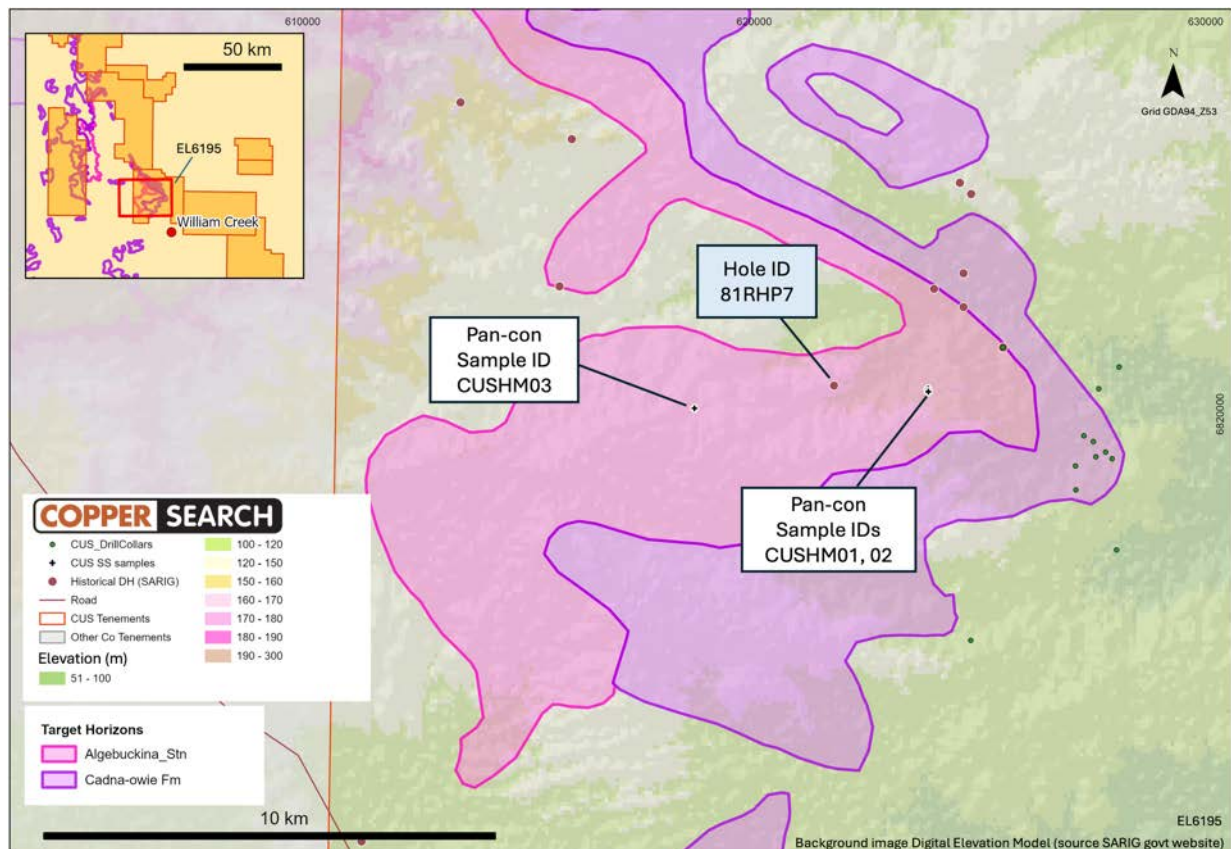 610000
620000
630000
50 km
EL6195
William Creek
N
Grid GDA94_Z53
Hole ID
81RHP7
Pan-con
Sample ID
CUSHM03
6820000
Pan-con
Sample IDs
CUSHM01, 02
COPPER SEARCH
CUS_DrillCollars
CUS SS samples
Historical DH (SARIG)
Road
CUS Tenements
Other Co Tenements
Elevation (m)
51 - 100
100 - 120
120 - 150
150 - 160
160 - 170
170 - 180
180 - 190
190 - 300
Target Horizons
Algebuckina_Stn
Cadna-owie Fm
10 km
EL6195
Background image Digital Elevation Model (source SARIG govt website)